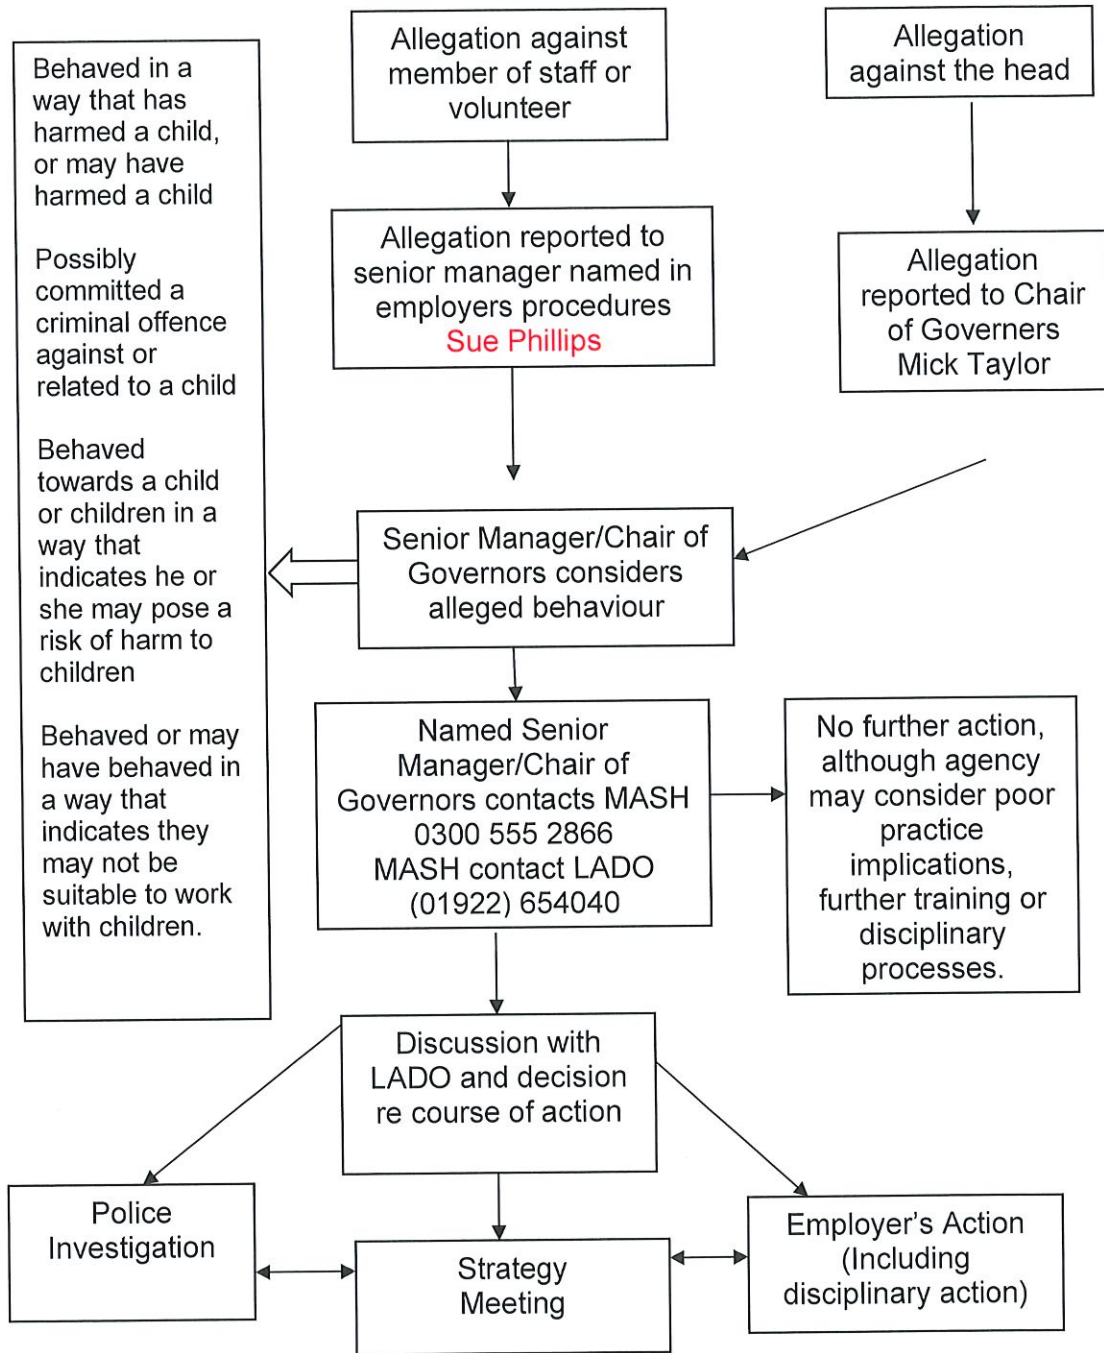 Behaved in a
way that has
harmed a child,
or may have
harmed a child
Possibly
committed a
criminal offence
against or
related to a child
Behaved
towards a child
or children in a
way that
indicates he or
she may pose a
risk of harm to
children
Behaved or may
have behaved in
a way that
indicates they
may not be
suitable to work
with children.
Allegation against
member of staff or
volunteer
Allegation
against the head
Allegation reported to
senior manager named in
employers procedures
Sue Phillips
Allegation
reported to Chair
of Governers
Mick Taylor
Senior Manager/Chair of
Governors considers
alleged behaviour
Named Senior
Manager/Chair of
Governors contacts MASH
0300 555 2866
MASH contact LADO
(01922) 654040
No further action,
although agency
may consider poor
practice
implications,
further training or
disciplinary
processes.
Discussion with
LADO and decision
re course of action
Police
Investigation
Strategy
Meeting
Employer's Action
(Including
disciplinary action)